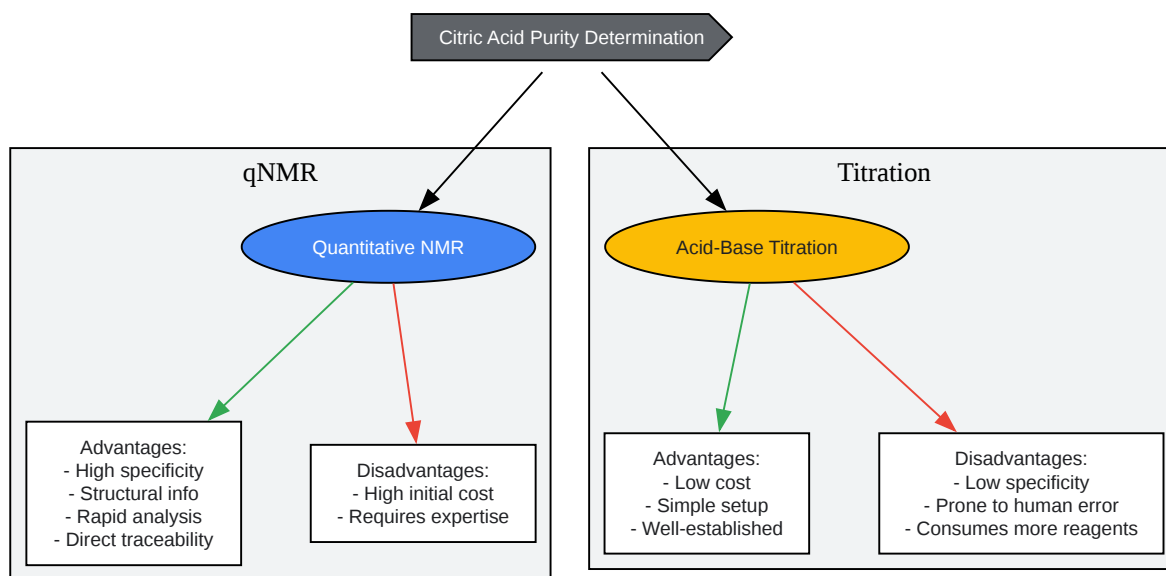 Citric Acid Purity Determination
qNMR
Quantitative NMR
Advantages:
- High specificity
- Structural info
- Rapid analysis
- Direct traceability
Disadvantages:
- High initial cost
- Requires expertise
Titration
Acid-Base Titration
Advantages:
- Low cost
- Simple setup
- Well-established
Disadvantages:
- Low specificity
- Prone to human error
- Consumes more reagents